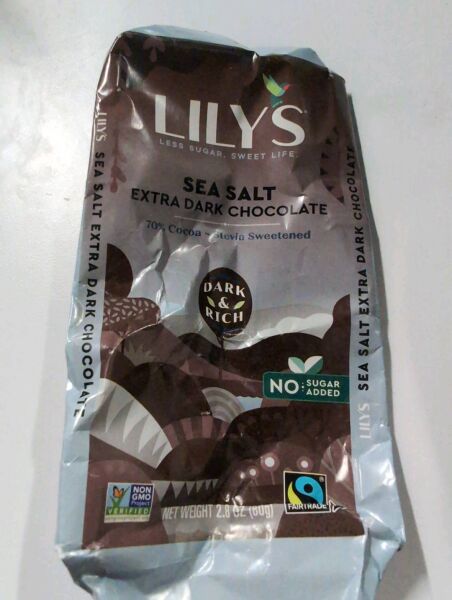 LILY'S
LESS SUGAR. SWEET LIFE.
SEA SALT
EXTRA DARK CHOCOLATE
70% Cocoa - Stevia Sweetened
DARK
&
RICH
NO: SUGAR
ADDED
NON
GMO
Project
VERIFIED
NET WEIGHT 2.8 OZ (80g)
FAIRTRADE
LILY'S SEA SALT EXTRA DARK CHOCOLATE
LILY'S SEA SALT EXTRA DARK CHOCOLATE